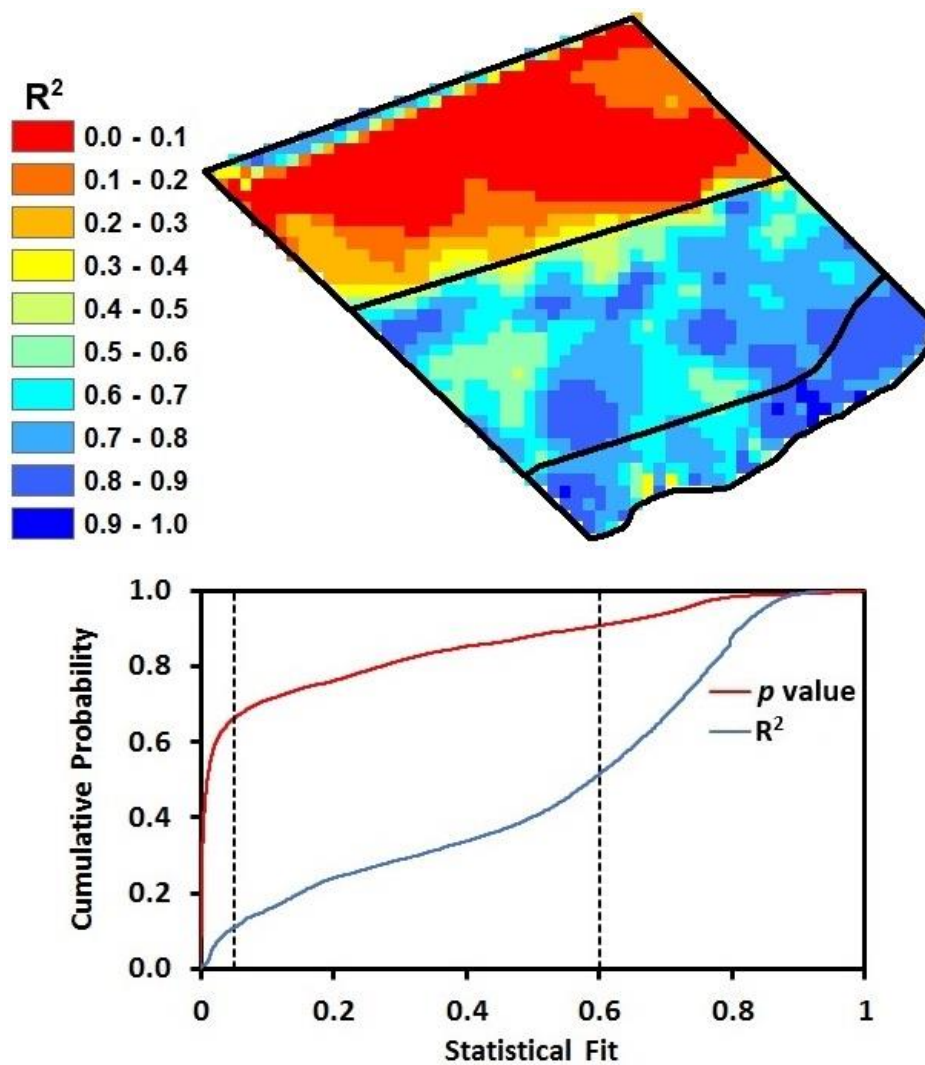 R²
0.0 - 0.1
0.1 - 0.2
0.2 - 0.3
0.3 - 0.4
0.4 - 0.5
0.5 - 0.6
0.6 - 0.7
0.7 - 0.8
0.8 - 0.9
0.9 - 1.0
1.0
0.8
0.6
0.4
0.2
0.0
Cumulative Probability
p value
R²
0
0.2
0.4
0.6
0.8
1
Statistical Fit